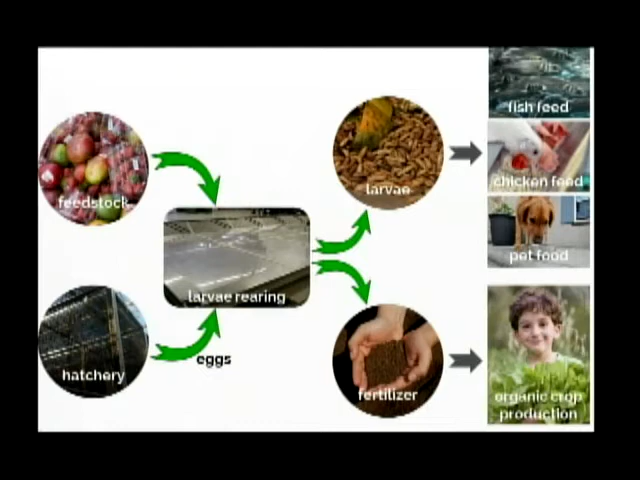 feedstock
hatchery
eggs
larvae rearing
larvae
fertilizer
fish feed
chicken feed
pet food
organic crop
production